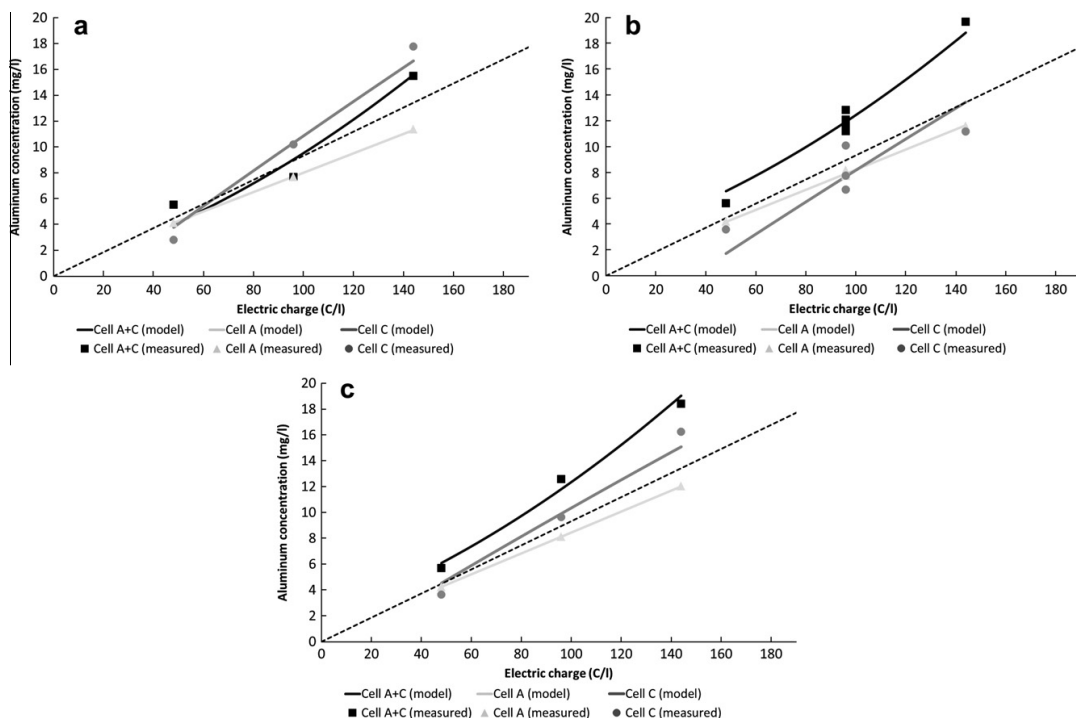 a
Aluminum concentration (mg/l)
20
18
16
14
12
10
8
6
4
2
0
0 20 40 60 80 100 120 140 160 180
Electric charge (C/l)
Cell A+C (model) Cell A (model) Cell C (model)
Cell A+C (measured) Cell A (measured) Cell C (measured)
b
Aluminum concentration (mg/l)
20
18
16
14
12
10
8
6
4
2
0
0 20 40 60 80 100 120 140 160 180
Electric charge (C/l)
Cell A+C (model) Cell A (model) Cell C (model)
Cell A+C (measured) Cell A (measured) Cell C (measured)
c
Aluminum concentration (mg/l)
20
18
16
14
12
10
8
6
4
2
0
0 20 40 60 80 100 120 140 160 180
Electric charge (C/l)
Cell A+C (model) Cell A (model) Cell C (model)
Cell A+C (measured) Cell A (measured) Cell C (measured)